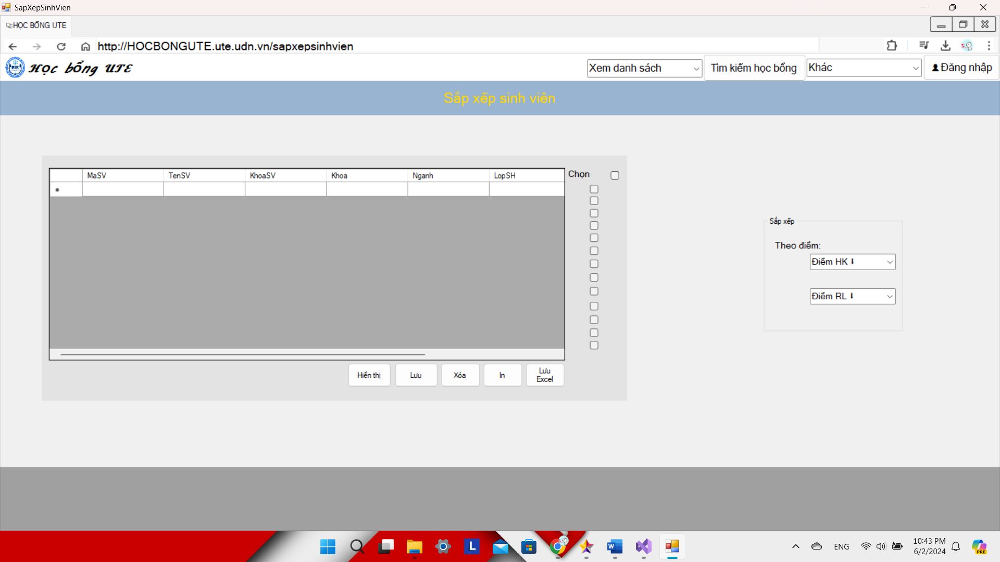 SapXepSinhVien
HỌC BỔNG UTE
http://HOCBONGUTE.ute.udn.vn/sapxepsinhvien
Học bổng UTE
Xem danh sách
Tìm kiếm học bổng
Khác
Đăng nhập
Sắp xếp sinh viên
MaSV TenSV KhoaSV Khoa Nganh LopSH
Chọn
Sắp xếp
Theo điểm:
Điểm HK ⬇
Điểm RL ⬇
Hiển thị
Lưu
Xóa
In
Lưu
Excel
L
W
PRE
ENG
10:43 PM
6/2/2024